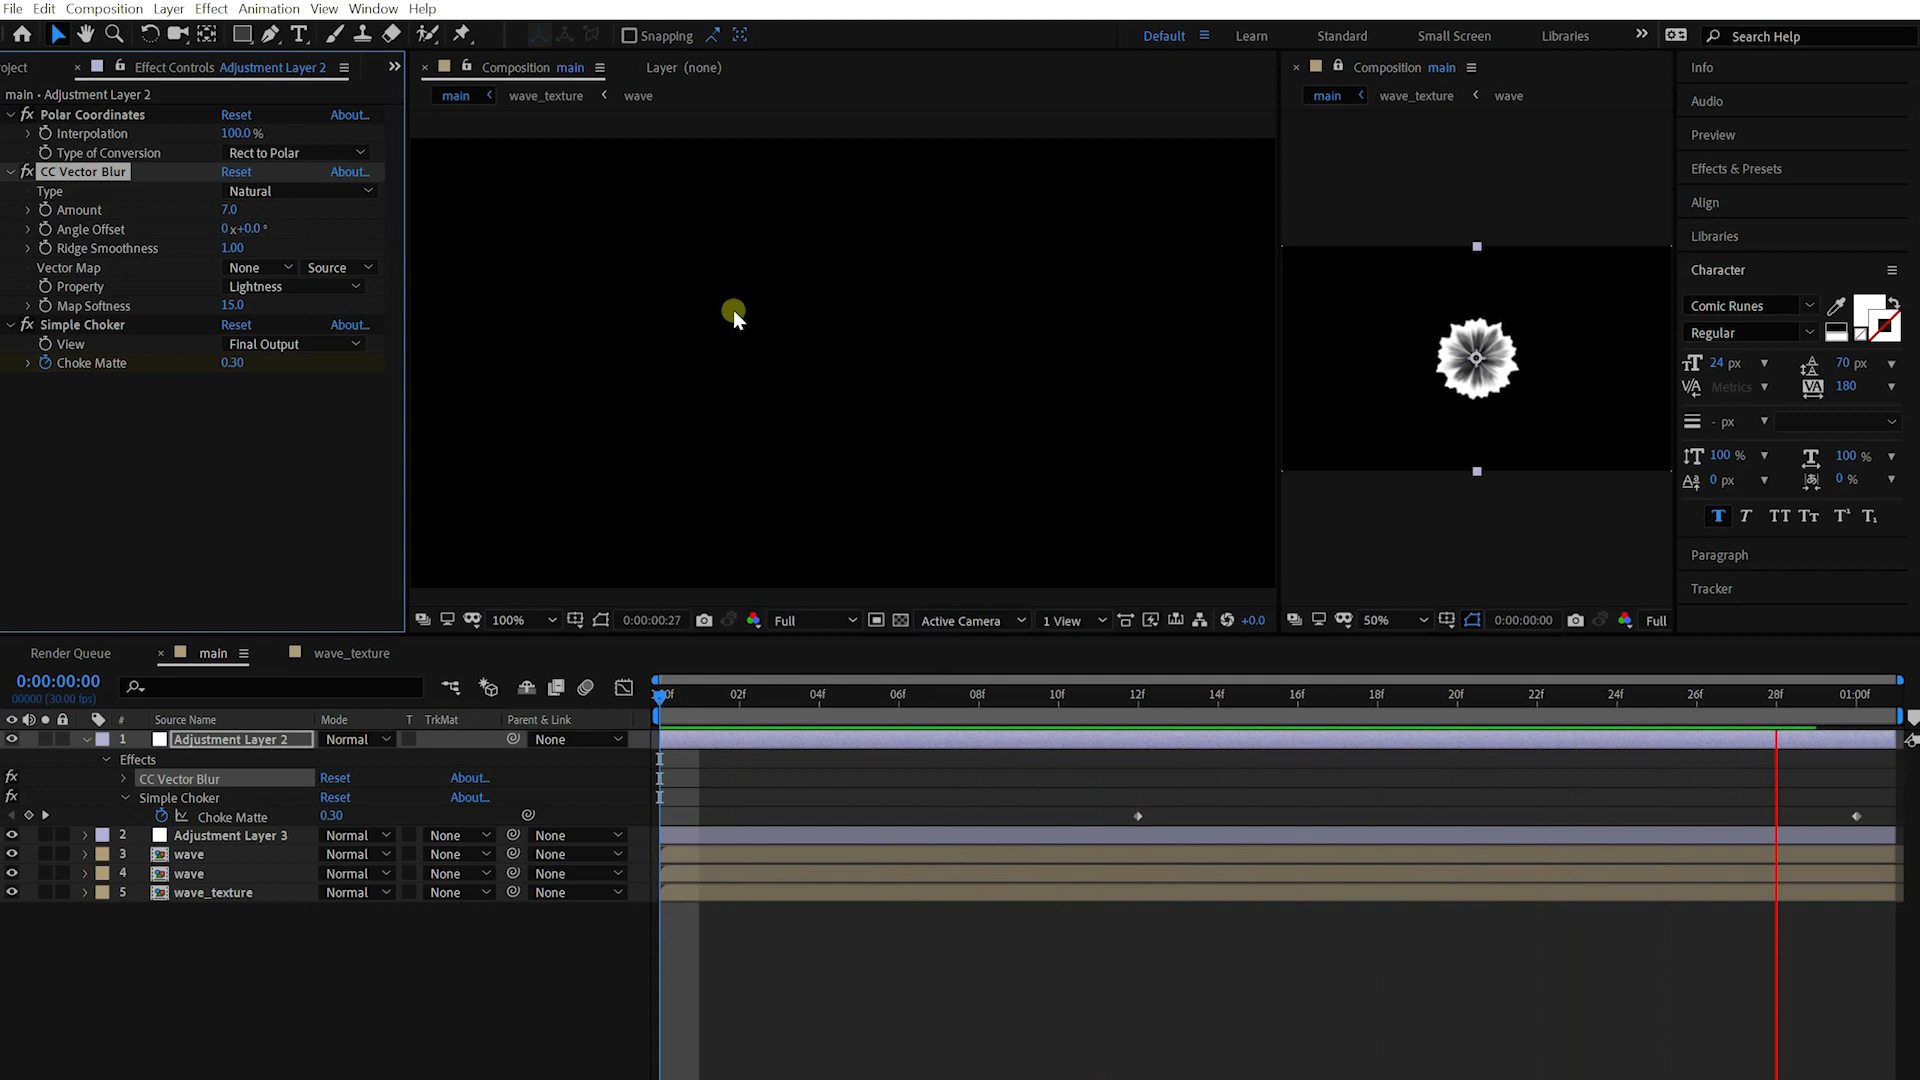 File Edit Composition Layer Effect Animation View Window Help
Snapping Default Learn Standard Small Screen Libraries Search Help
oject Effect Controls Adjustment Layer 2 Composition main Layer (none) Composition main Info
main • Adjustment Layer 2 main wave_texture wave main wave_texture wave Audio
fx Polar Coordinates Reset About...
Interpolation 100.0 % Preview
Type of Conversion Rect to Polar
fx CC Vector Blur Reset About... Effects & Presets
Type Natural
Amount 7.0 Align
Angle Offset 0 x+0.0 °
Ridge Smoothness 1.00 Libraries
Vector Map None Source Character
Property Lightness
Map Softness 15.0 Comic Runes
fx Simple Choker Reset About... Regular
View Final Output
Choke Matte 0.30 24 px 70 px
Metrics 180
- px
100 % 100 %
0 px 0 %
T T TT Tt T¹ T₁
Paragraph
Tracker
100% 0:00:00:27 Full Active Camera 1 View +0.0 50% 0:00:00:00 Full
Render Queue main wave_texture
0:00:00:00
00000 (30.00 fps)
:00f 02f 04f 06f 08f 10f 12f 14f 16f 18f 20f 22f 24f 26f 28f 01:00f
# Source Name Mode T TrkMat Parent & Link
1 Adjustment Layer 2 Normal None
Effects
fx CC Vector Blur Reset About...
fx Simple Choker Reset About...
Choke Matte 0.30
2 Adjustment Layer 3 Normal None None
3 wave Normal None None
4 wave Normal None None
5 wave_texture Normal None None